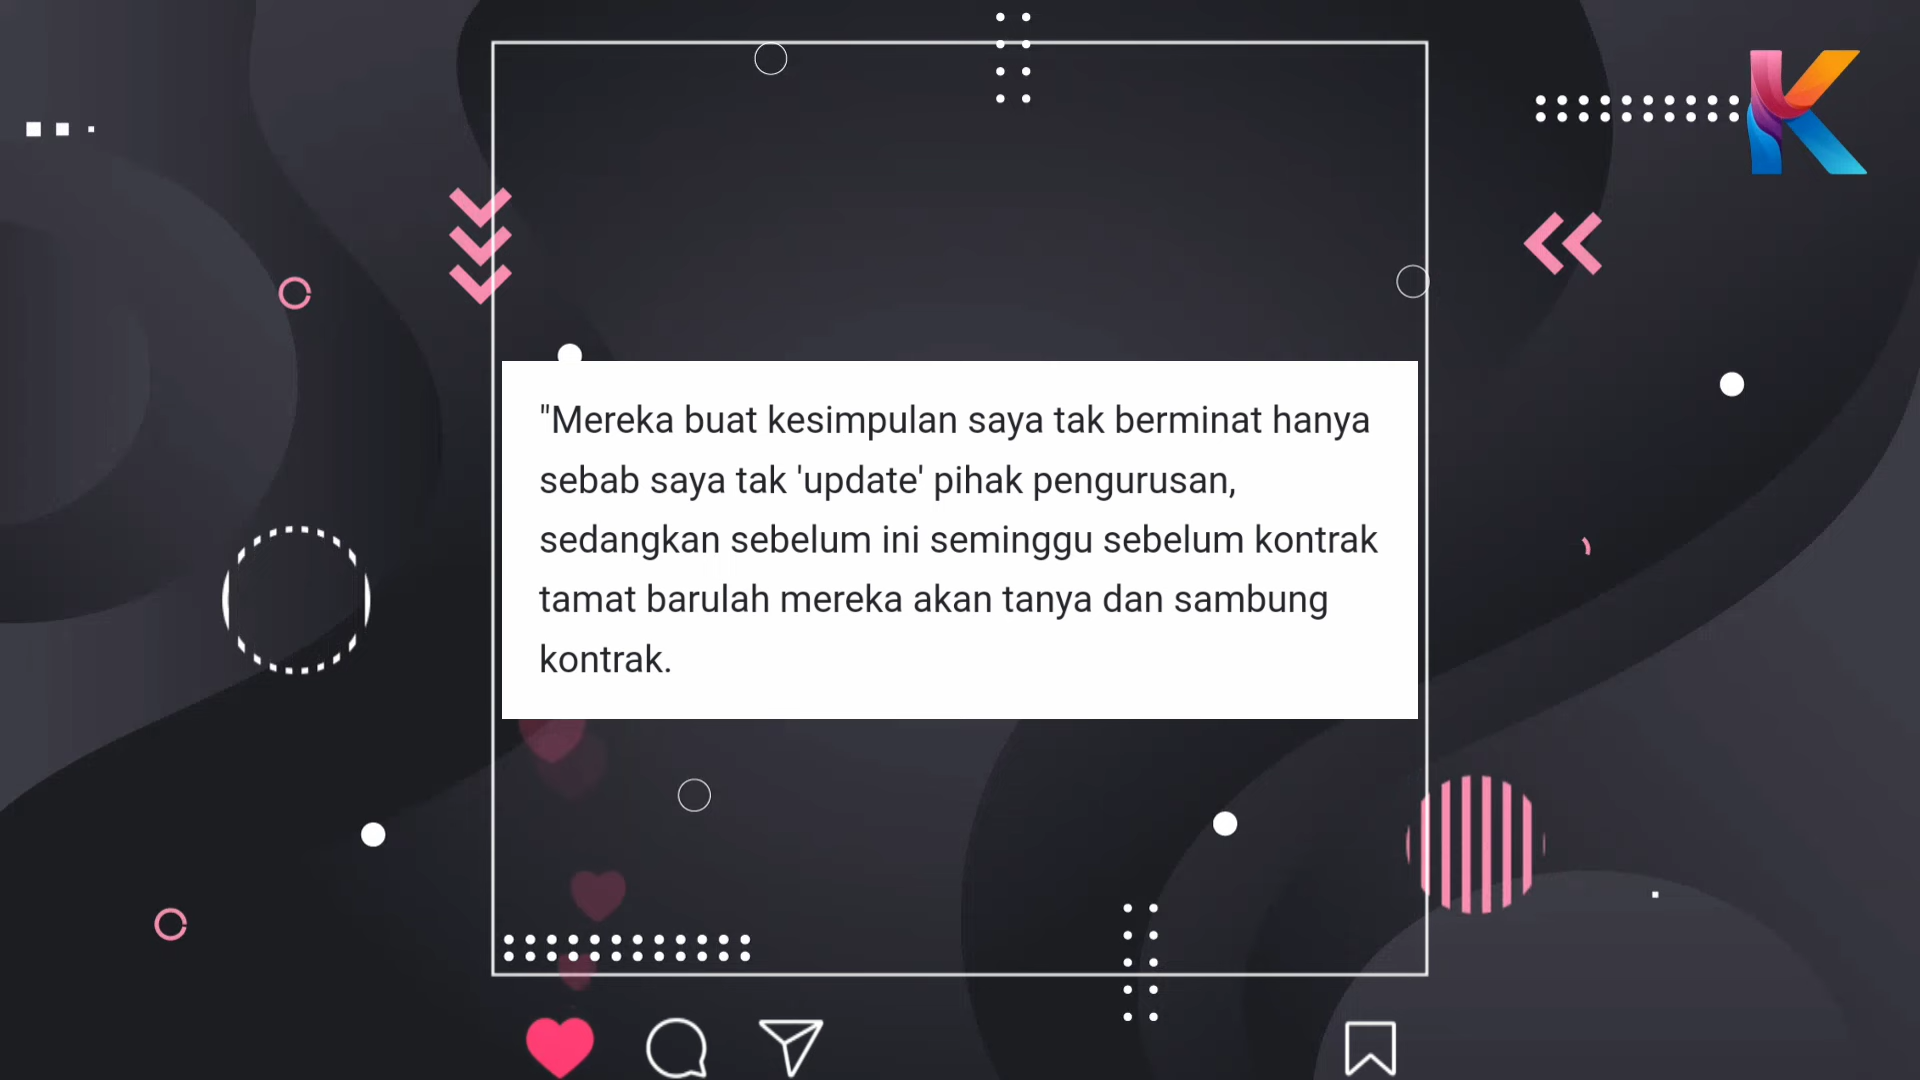 "Mereka buat kesimpulan saya tak berminat hanya
sebab saya tak 'update' pihak pengurusan,
sedangkan sebelum ini seminggu sebelum kontrak
tamat barulah mereka akan tanya dan sambung
kontrak.